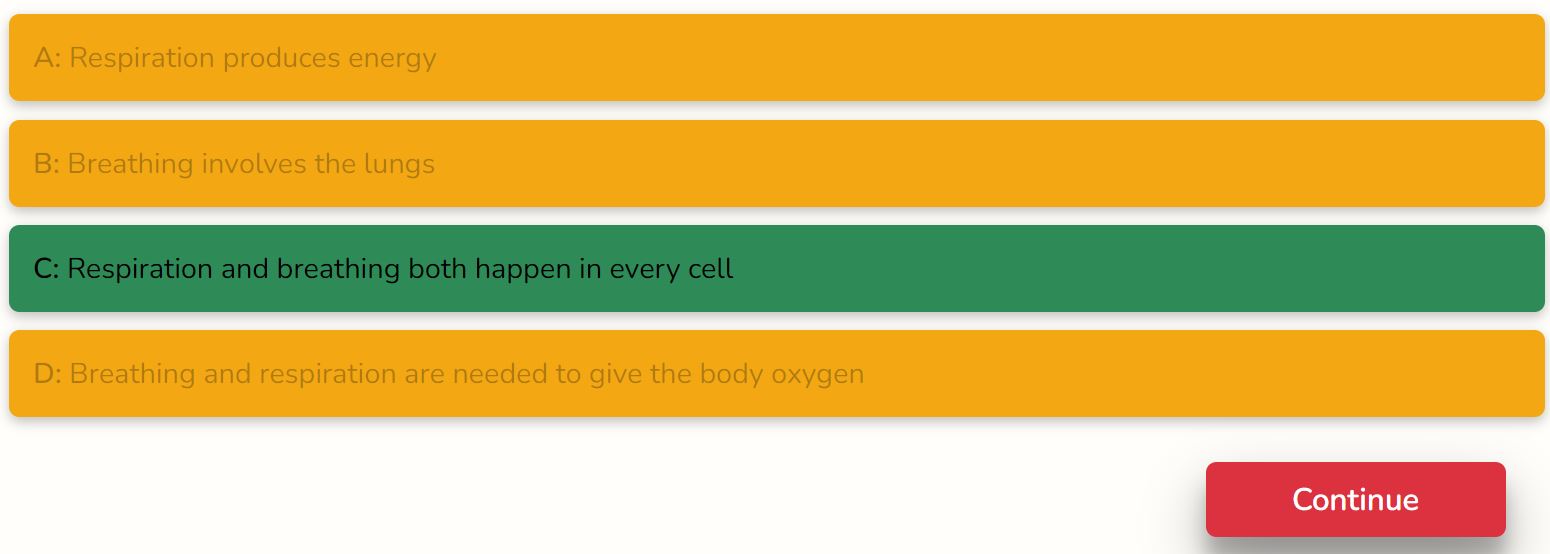 A: Respiration produces energy
B: Breathing involves the lungs
C: Respiration and breathing both happen in every cell
D: Breathing and respiration are needed to give the body oxygen
Continue